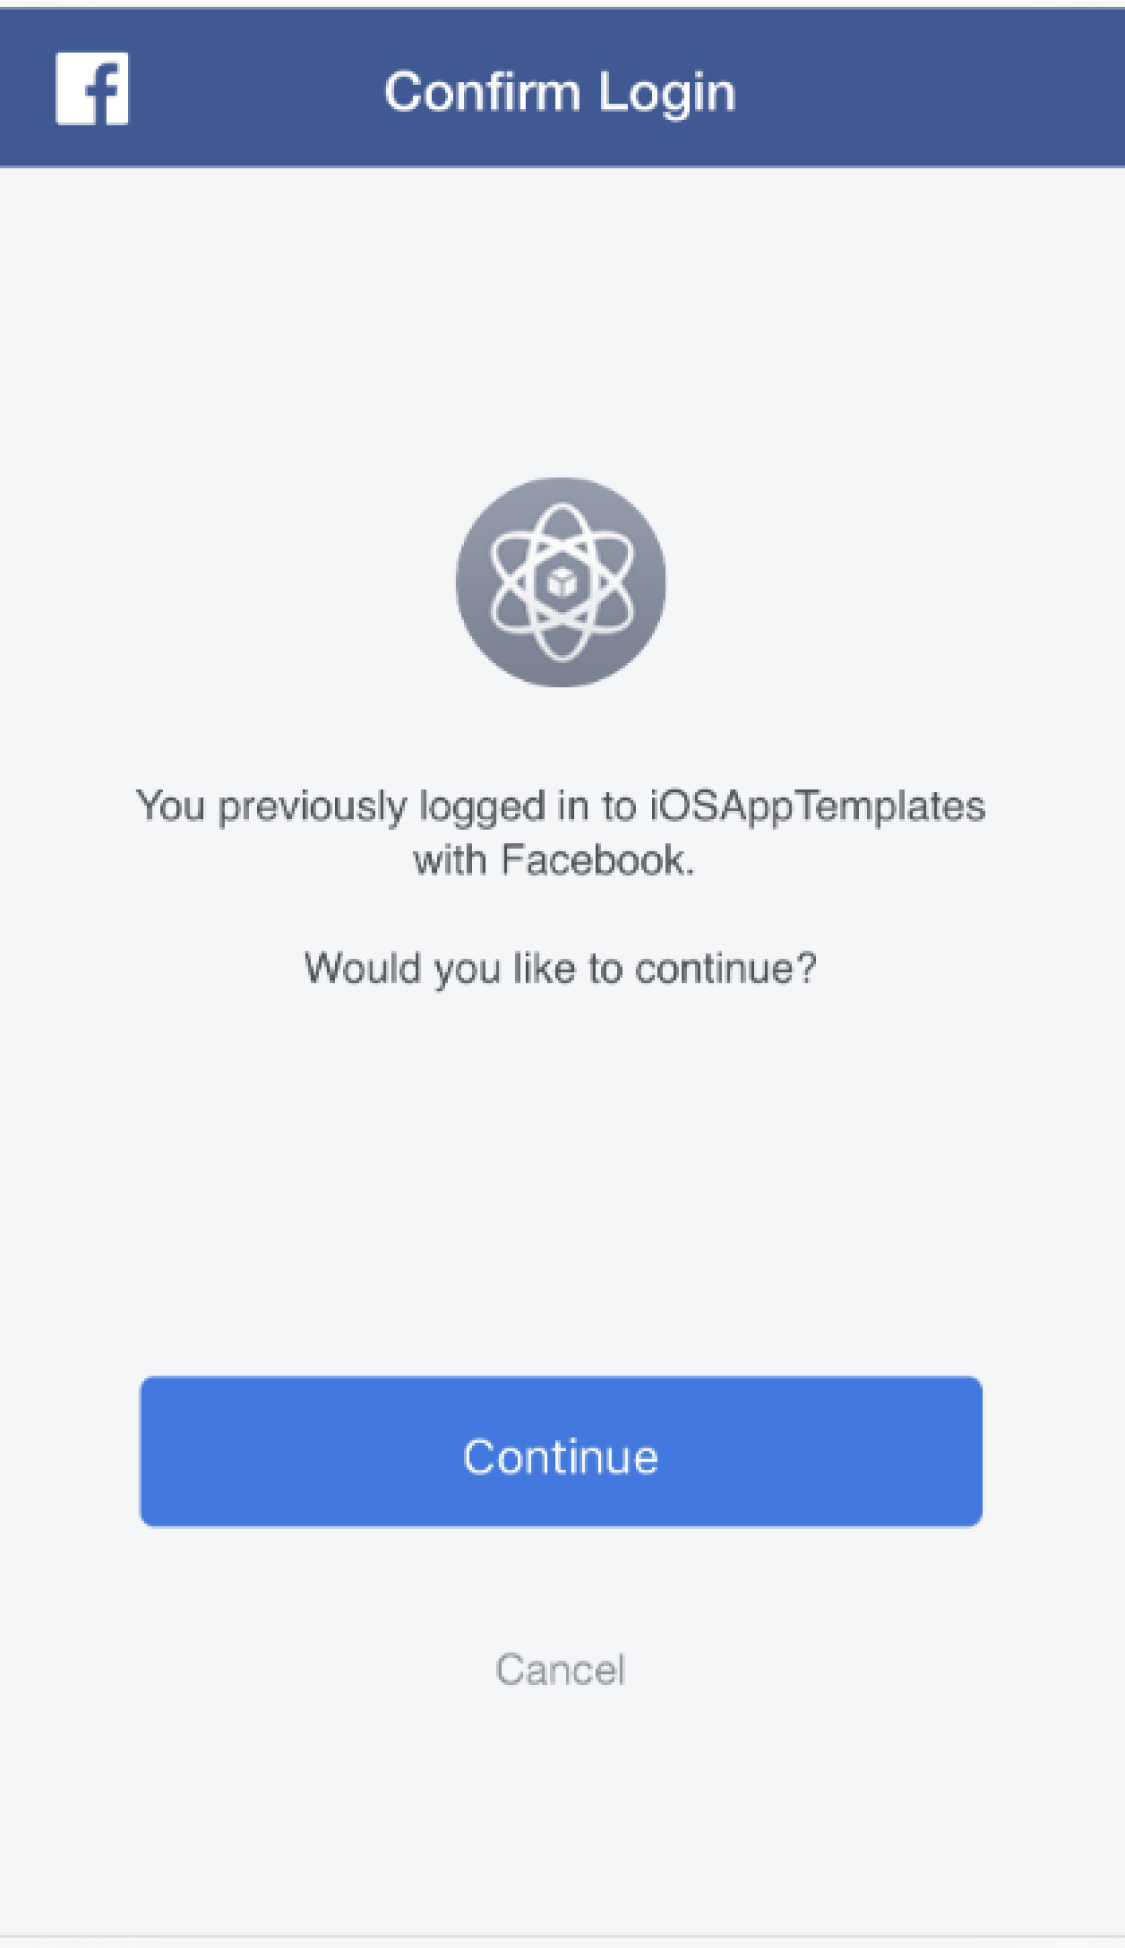 Confirm Login
You previously logged in to iOSAppTemplates
with Facebook.
Would you like to continue?
Continue
Cancel